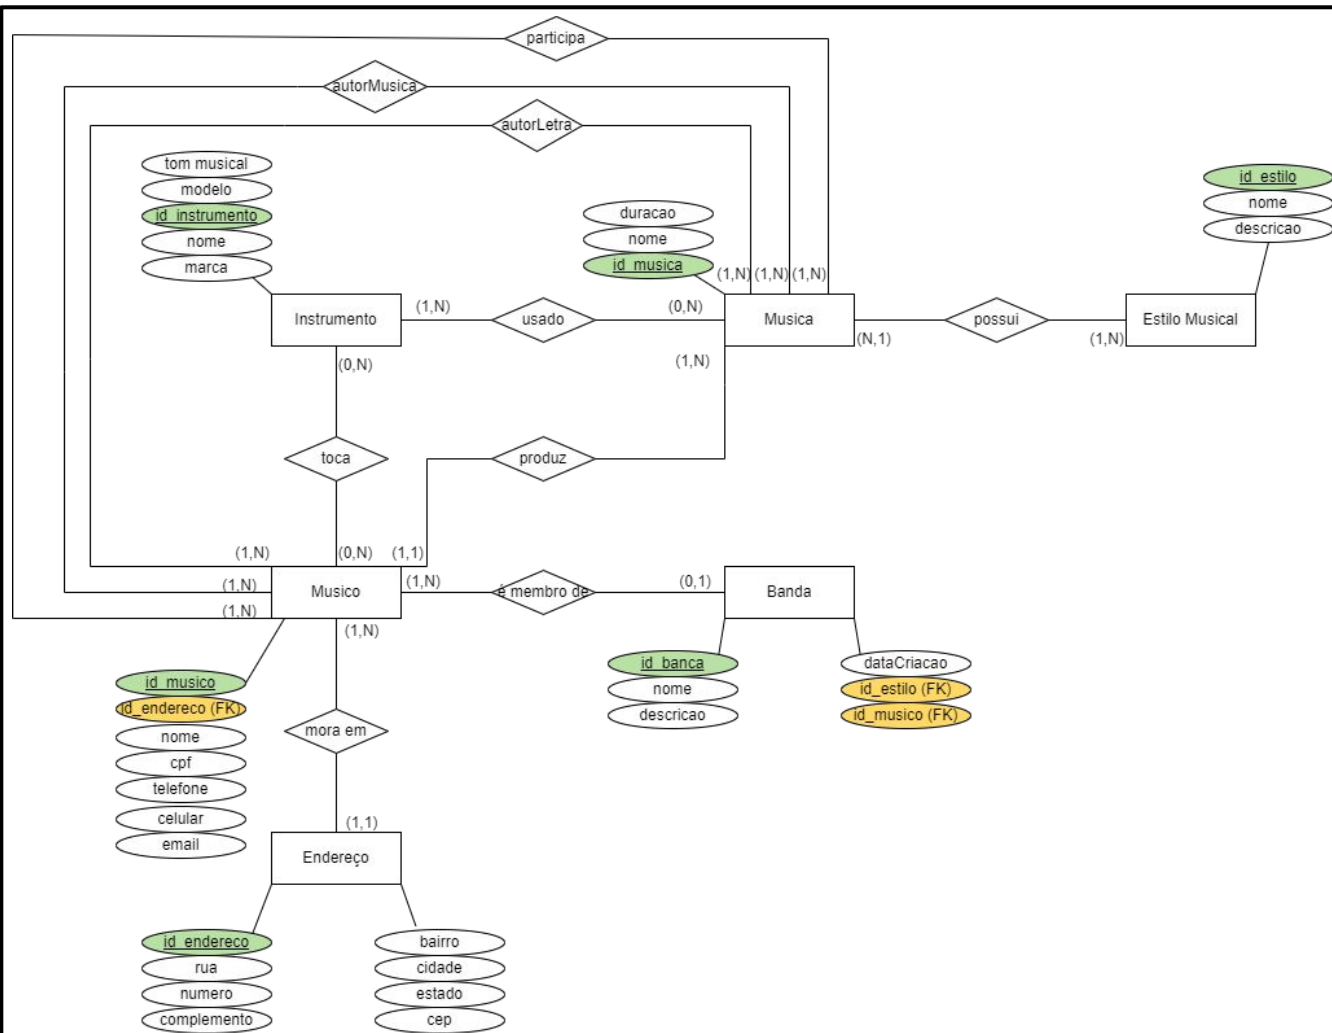 participa
autorMusica
autorLetra
tom musical
modelo
id_instrumento
nome
marca
duracao
nome
id_musica
id_estilo
nome
descricao
(1,N) (1,N) (1,N)
Instrumento
(1,N)
usado
(0,N)
Musica
(N,1)
possui
(1,N)
Estilo Musical
(0,N)
(1,N)
toca
produz
(1,N)
(0,N)
(1,1)
(1,N)
(1,N)
Musico
(1,N)
é membro de
(0,1)
Banda
(1,N)
id_musico
id_endereco (FK)
nome
cpf
telefone
celular
email
mora em
id_banca
nome
descricao
dataCriacao
id_estilo (FK)
id_musico (FK)
(1,1)
Endereço
id_endereco
rua
numero
complemento
bairro
cidade
estado
cep